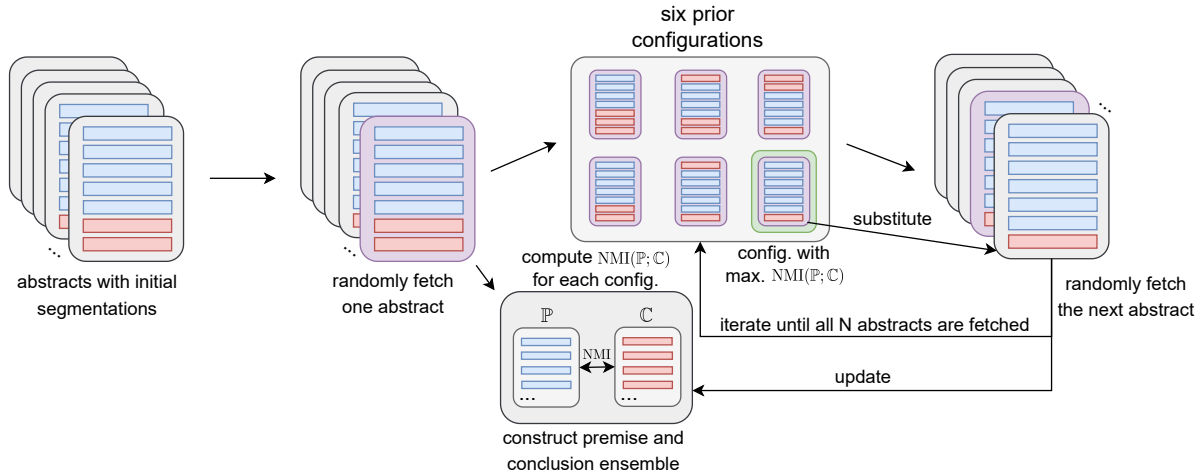 six prior
configurations
abstracts with initial
segmentations
...
randomly fetch
one abstract
...
compute NMI(ℙ;ℂ)
for each config.
config. with
max. NMI(ℙ;ℂ)
substitute
...
randomly fetch
the next abstract
iterate until all N abstracts are fetched
update
ℙ
ℂ
NMI
...
...
construct premise and
conclusion ensemble